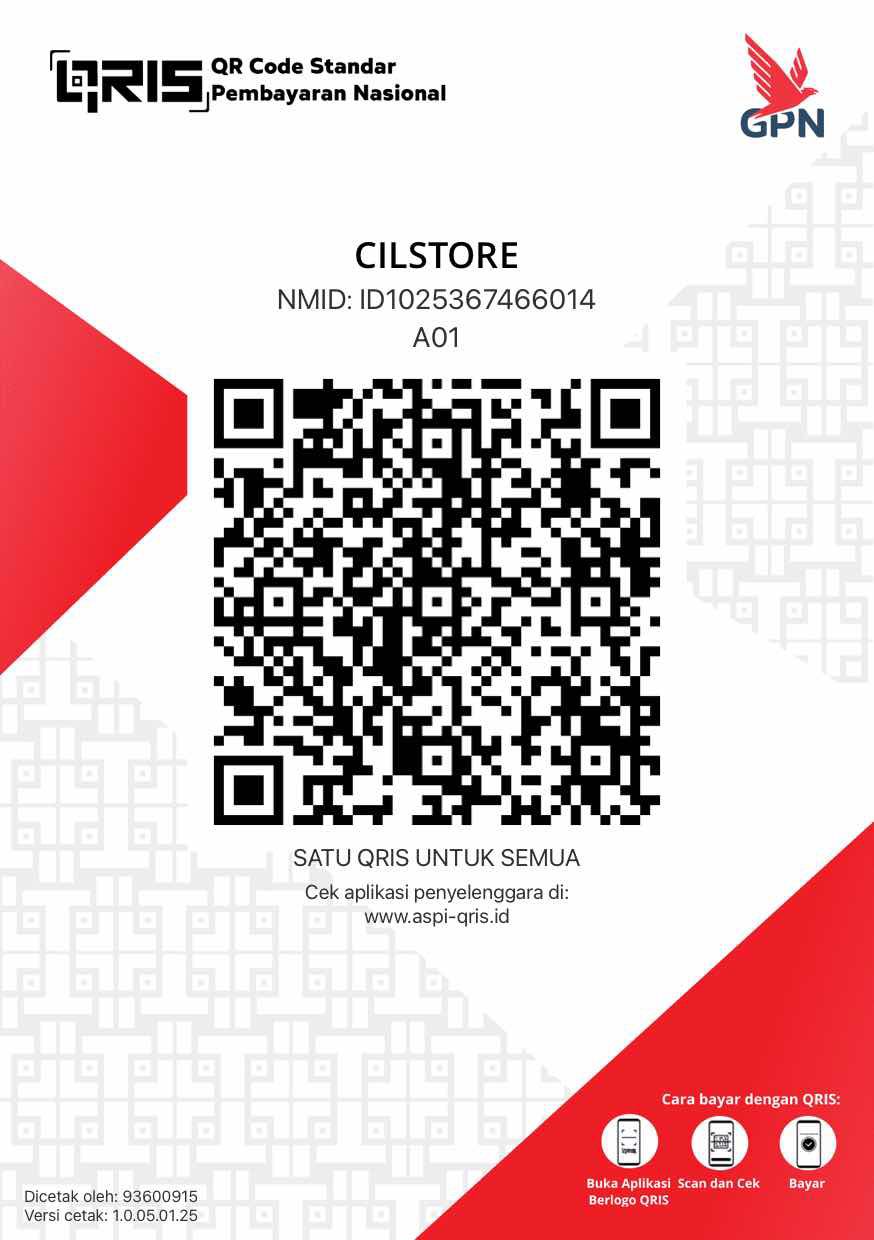 QRIS
QR Code Standar
Pembayaran Nasional
GPN
CILSTORE
NMID: ID1025367466014
A01
SATU QRIS UNTUK SEMUA
Cek aplikasi penyelenggara di:
www.aspi-qris.id
Cara bayar dengan QRIS:
Buka Aplikasi
Berlogo QRIS
Scan dan Cek
Bayar
Dicetak oleh: 93600915
Versi cetak: 1.0.05.01.25